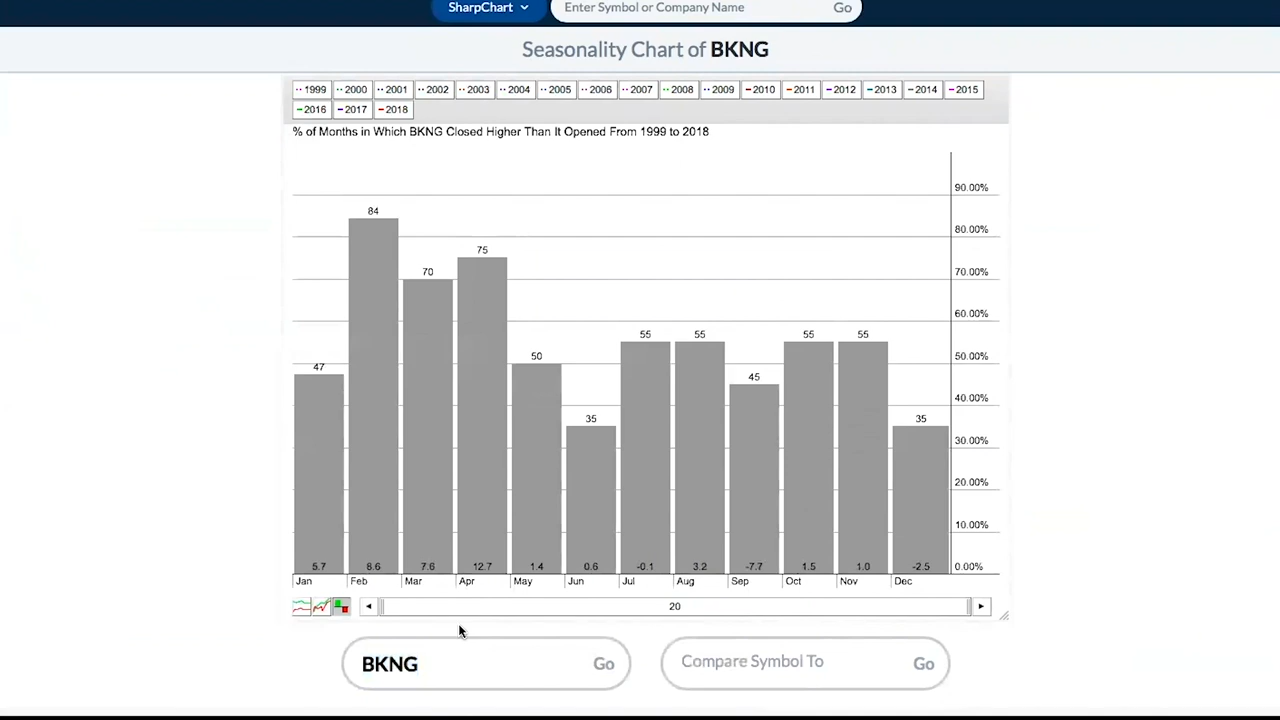 SharpChart
Enter Symbol or Company Name
Go
Seasonality Chart of BKNG
1999 2000 2001 2002 2003 2004 2005 2006 2007 2008 2009 2010 2011 2012 2013 2014 2015
2016 2017 2018
% of Months in Which BKNG Closed Higher Than It Opened From 1999 to 2018
90.00%
84
80.00%
75
70
70.00%
60.00%
55 55 55 55
50 50.00%
47
45
40.00%
35 35
30.00%
20.00%
10.00%
5.7 8.6 7.6 12.7 1.4 0.6 -0.1 3.2 -7.7 1.5 1.0 -2.5 0.00%
Jan Feb Mar Apr May Jun Jul Aug Sep Oct Nov Dec
20
BKNG Go
Compare Symbol To Go